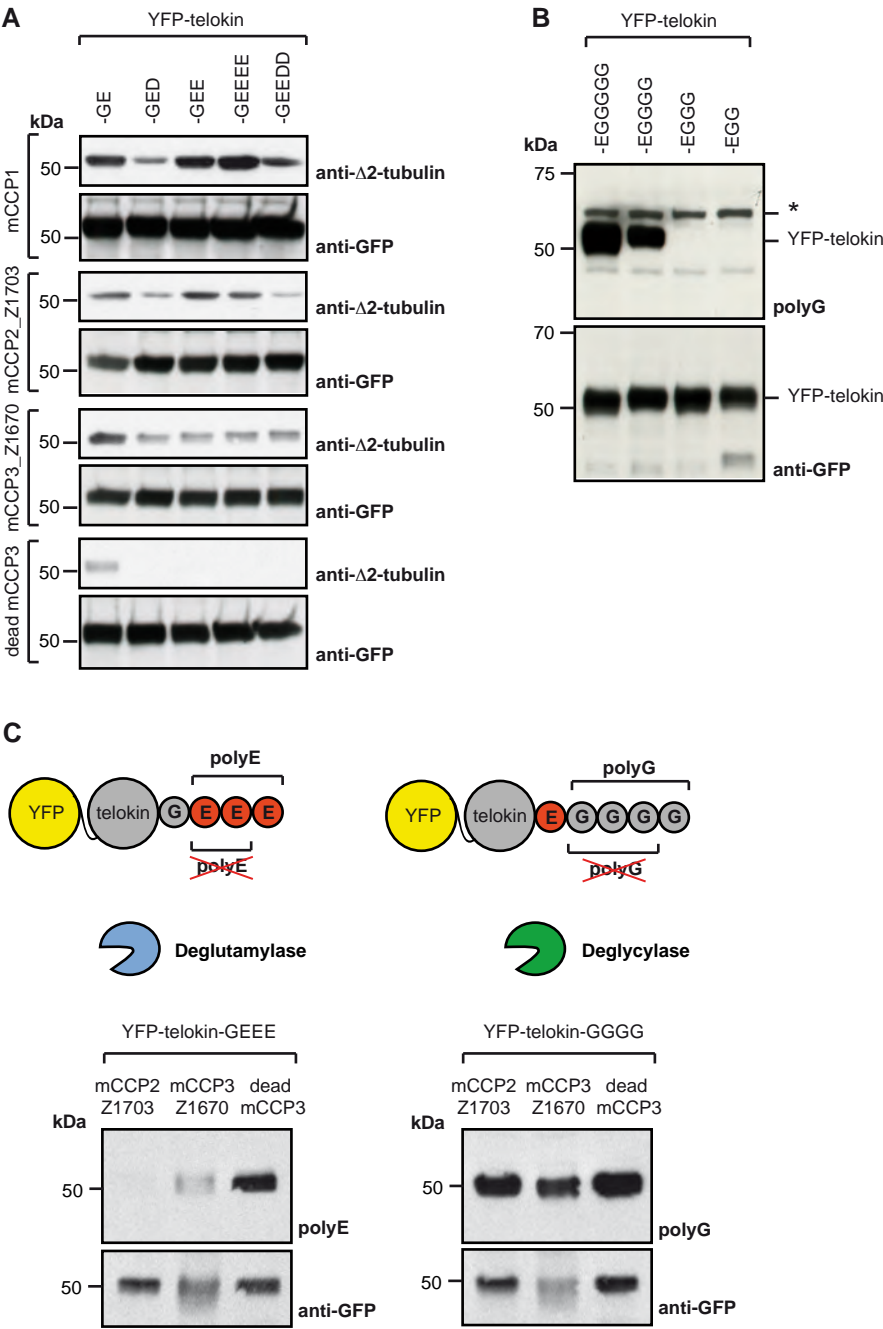 A
YFP-telokin
-GE
-GED
-GEE
-GEEEE
-GEEDD
kDa
mCCP1
50
anti-Δ2-tubulin
50
anti-GFP
mCCP2_Z1703
50
anti-Δ2-tubulin
50
anti-GFP
mCCP3_Z1670
50
anti-Δ2-tubulin
50
anti-GFP
dead mCCP3
50
anti-Δ2-tubulin
50
anti-GFP
B
YFP-telokin
-EGGGGG
-EGGGG
-EGGG
-EGG
kDa
75
*
YFP-telokin
50
polyG
70
YFP-telokin
50
anti-GFP
C
polyE
YFP
telokin
G
E
E
E
polyE
Deglutamylase
polyG
YFP
telokin
E
G
G
G
G
polyG
Deglycylase
YFP-telokin-GEEE
mCCP2 Z1703
mCCP3 Z1670
dead mCCP3
kDa
50
polyE
50
anti-GFP
YFP-telokin-GGGG
mCCP2 Z1703
mCCP3 Z1670
dead mCCP3
kDa
50
polyG
50
anti-GFP